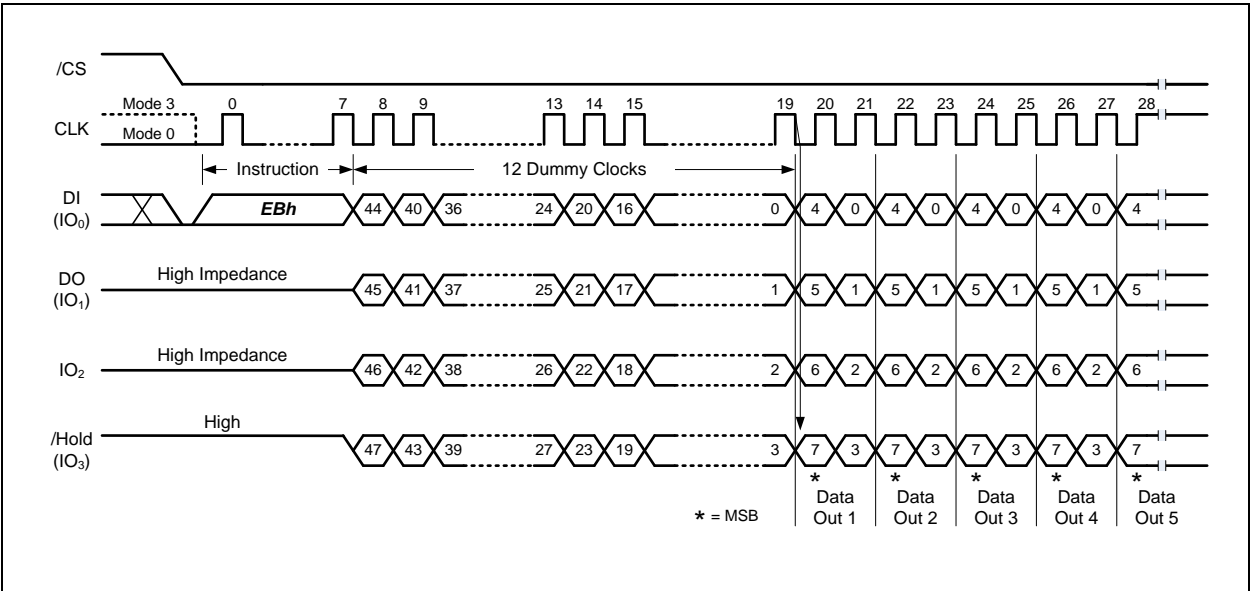 /CS
Mode 3 0 7 8 9 13 14 15 19 20 21 22 23 24 25 26 27 28
CLK
Mode 0
Instruction 12 Dummy Clocks
DI
(IO0)
EBh 44 40 36 24 20 16 0 4 0 4 0 4 0 4 0 4
DO
(IO1)
High Impedance
45 41 37 25 21 17 1 5 1 5 1 5 1 5 1 5
IO2
High Impedance
46 42 38 26 22 18 2 6 2 6 2 6 2 6 2 6
/Hold
(IO3)
High
47 43 39 27 23 19 3 7 3 7 3 7 3 7 3 7
* * * * *
* = MSB
Data Data Data Data Data
Out 1 Out 2 Out 3 Out 4 Out 5